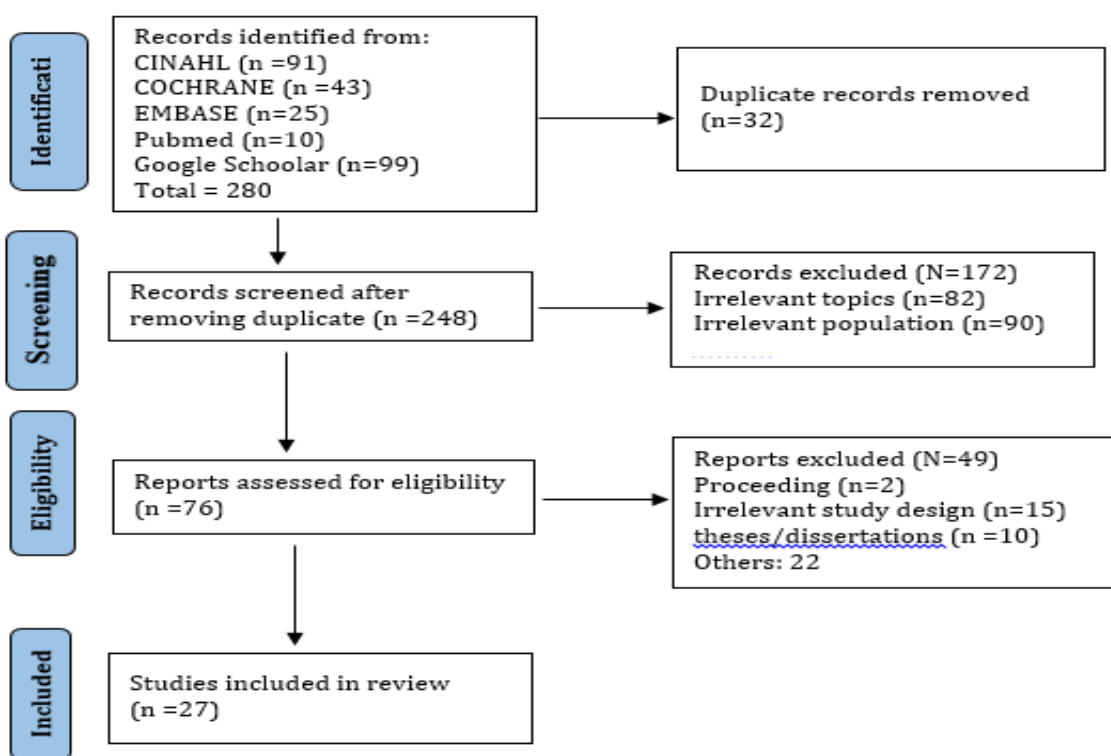 Identificati
Records identified from:
CINAHL (n =91)
COCHRANE (n =43)
EMBASE (n=25)
Pubmed (n=10)
Google Schoolar (n=99)
Total = 280
Duplicate records removed
(n=32)
Screening
Records screened after
removing duplicate (n =248)
Records excluded (N=172)
Irrelevant topics (n=82)
Irrelevant population (n=90)
Eligibility
Reports assessed for eligibility
(n =76)
Reports excluded (N=49)
Proceeding (n=2)
Irrelevant study design (n=15)
theses/dissertations (n =10)
Others: 22
Included
Studies included in review
(n =27)